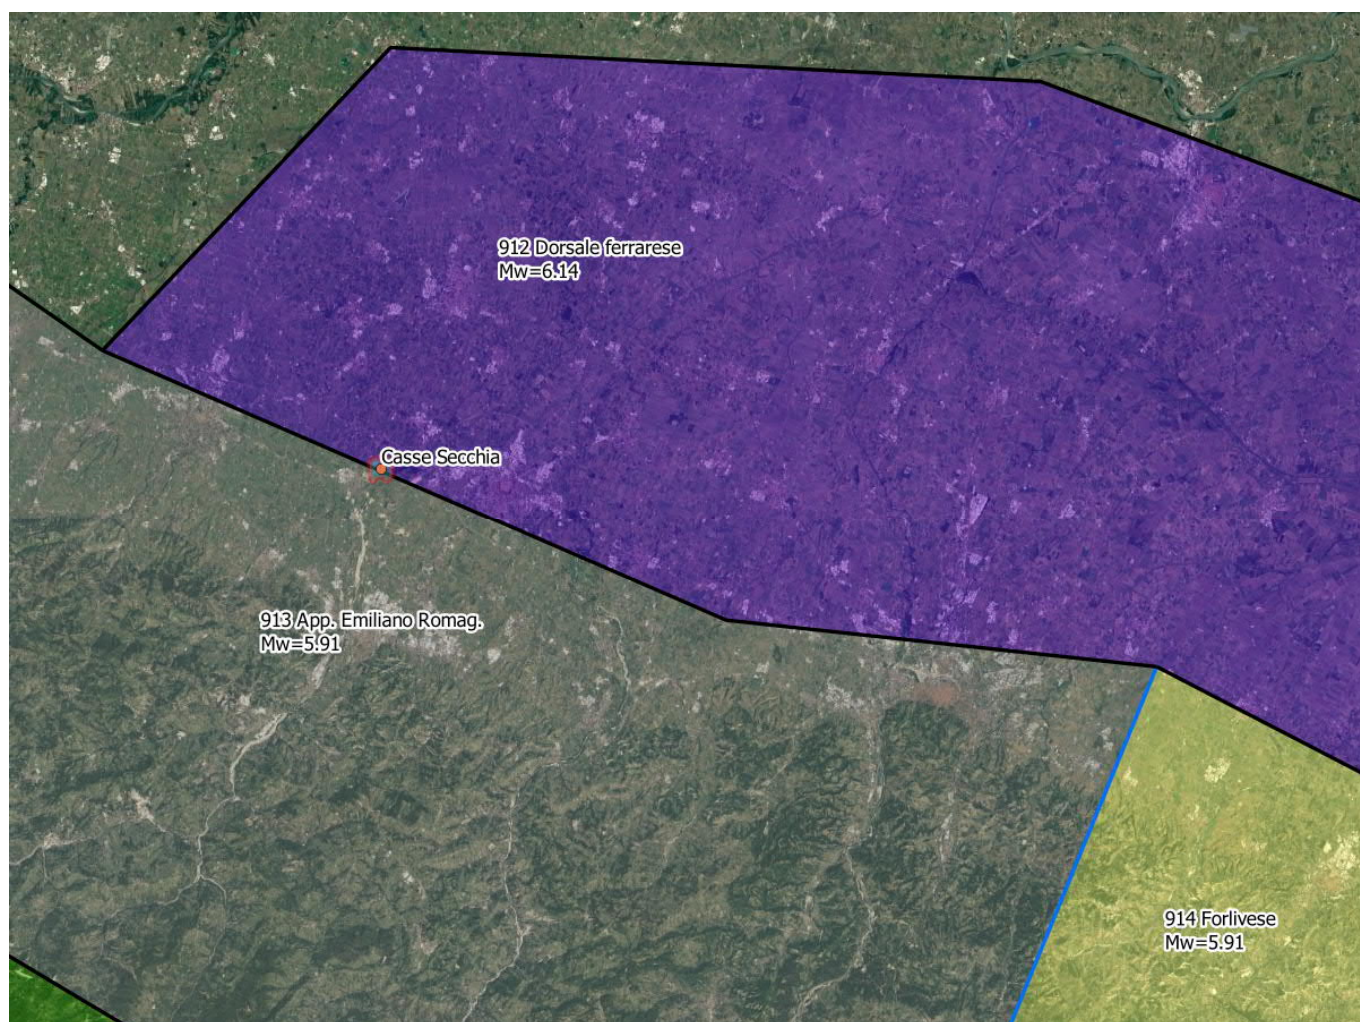 912 Dorsale ferrarese
Mw=6.14
Casse Secchia
913 App. Emiliano Romag.
Mw=5.91
914 Forlivese
Mw=5.91